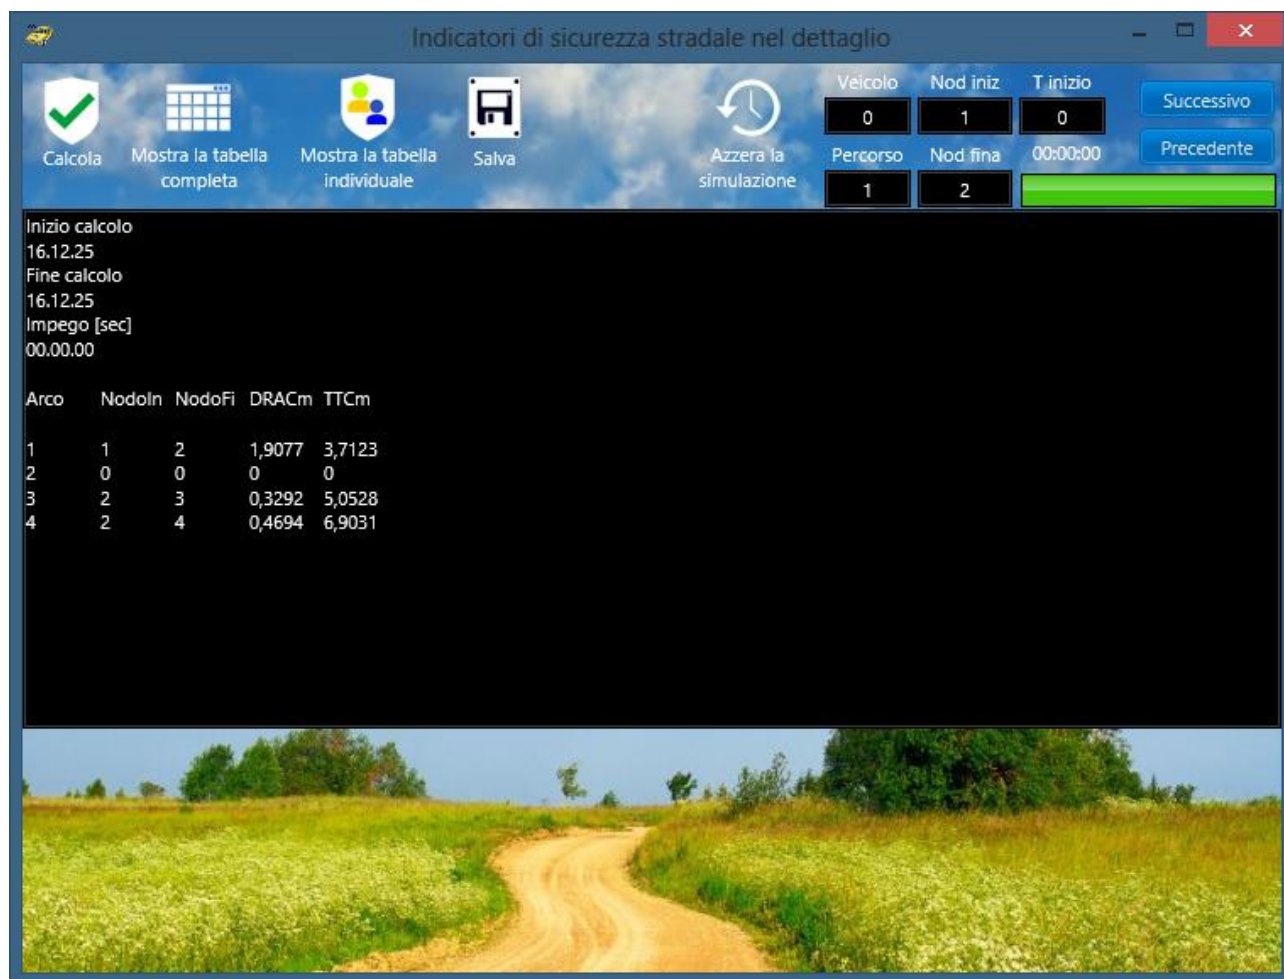 Indicatori di sicurezza stradale nel dettaglio
Calcola
Mostra la tabella
completa
Mostra la tabella
individuale
Salva
Azzera la
simulazione
Veicolo Nod iniz T inizio
0 1 0
Percorso Nod fina 00:00:00
1 2
Successivo
Precedente
Inizio calcolo
16.12.25
Fine calcolo
16.12.25
Impego [sec]
00.00.00
Arco NodoIn NodoFi DRACm TTCm
1 1 2 1,9077 3,7123
2 0 0 0 0
3 2 3 0,3292 5,0528
4 2 4 0,4694 6,9031